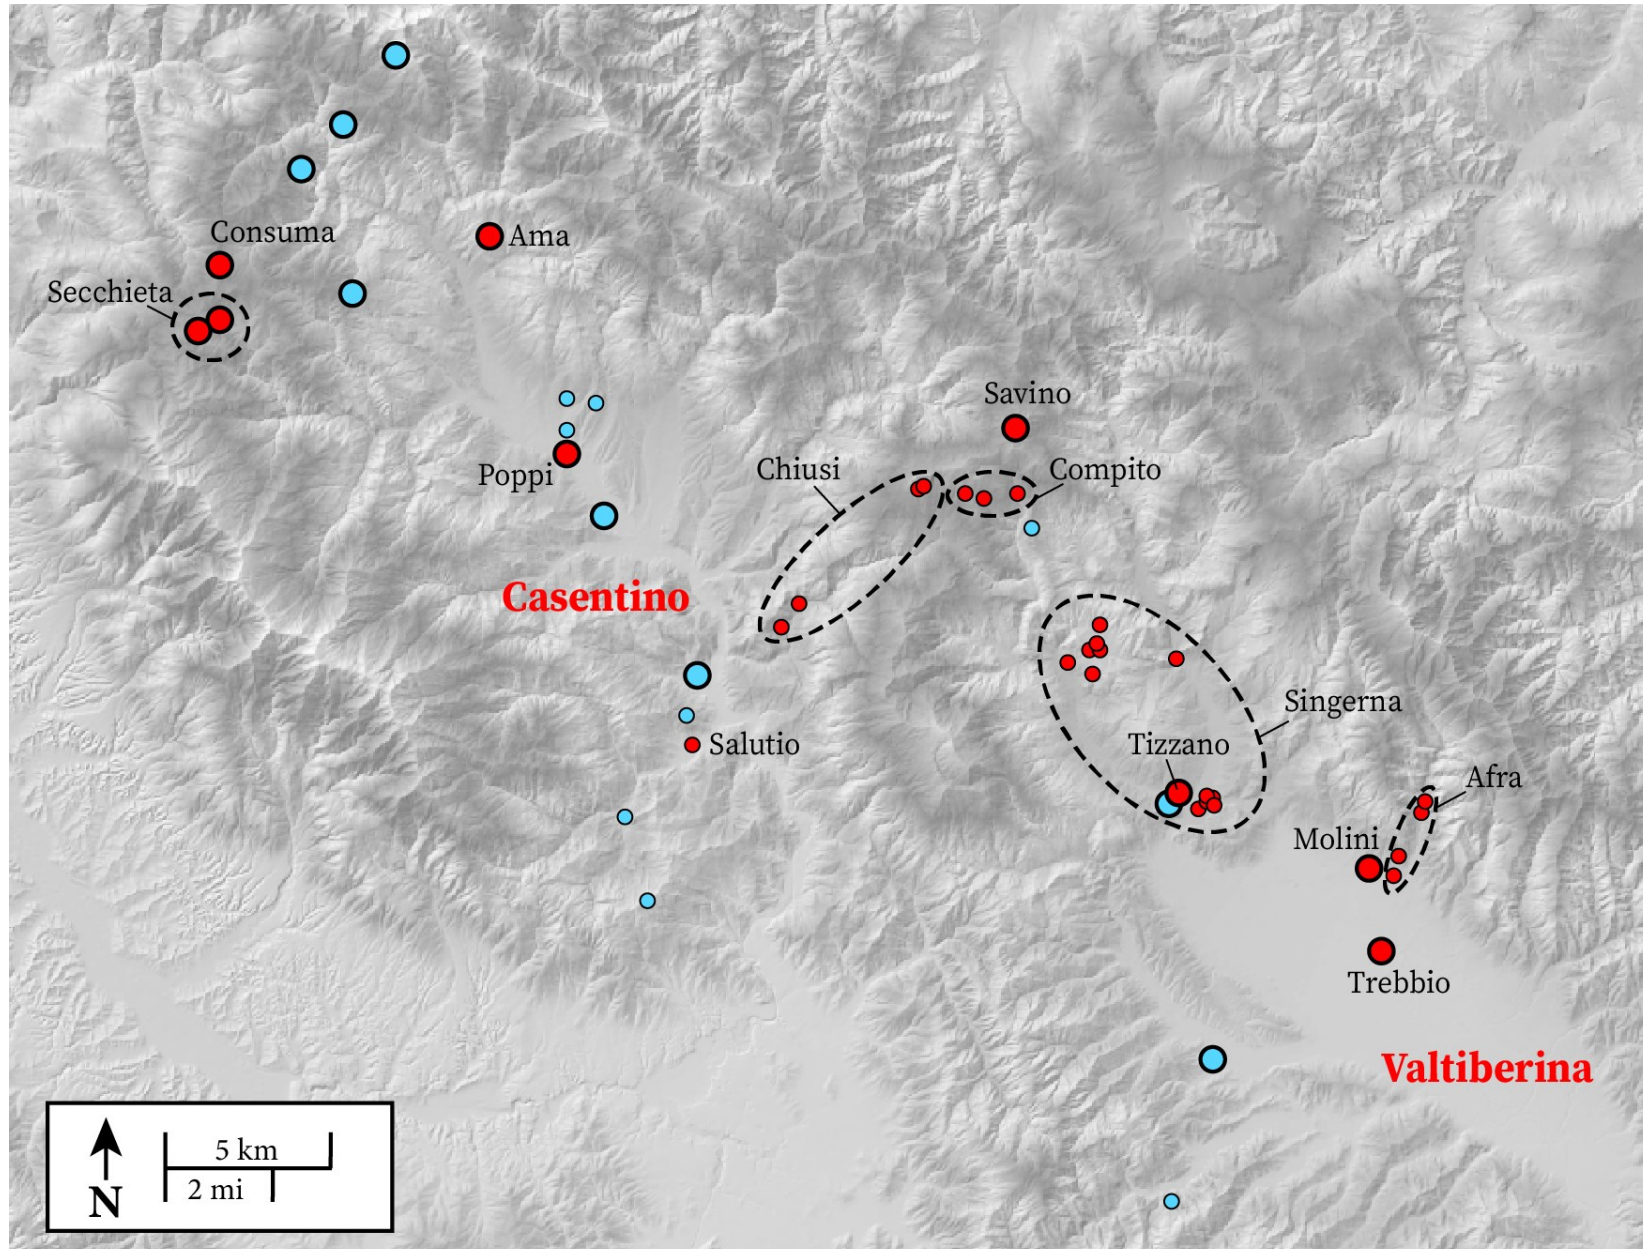 Consuma
Ama
Secchieta
Savino
Poppi
Chiusi
Compito
Casentino
Singerna
Salutio
Tizzano
Afra
Molini
Trebbio
Valtiberina
5 km
2 mi
N